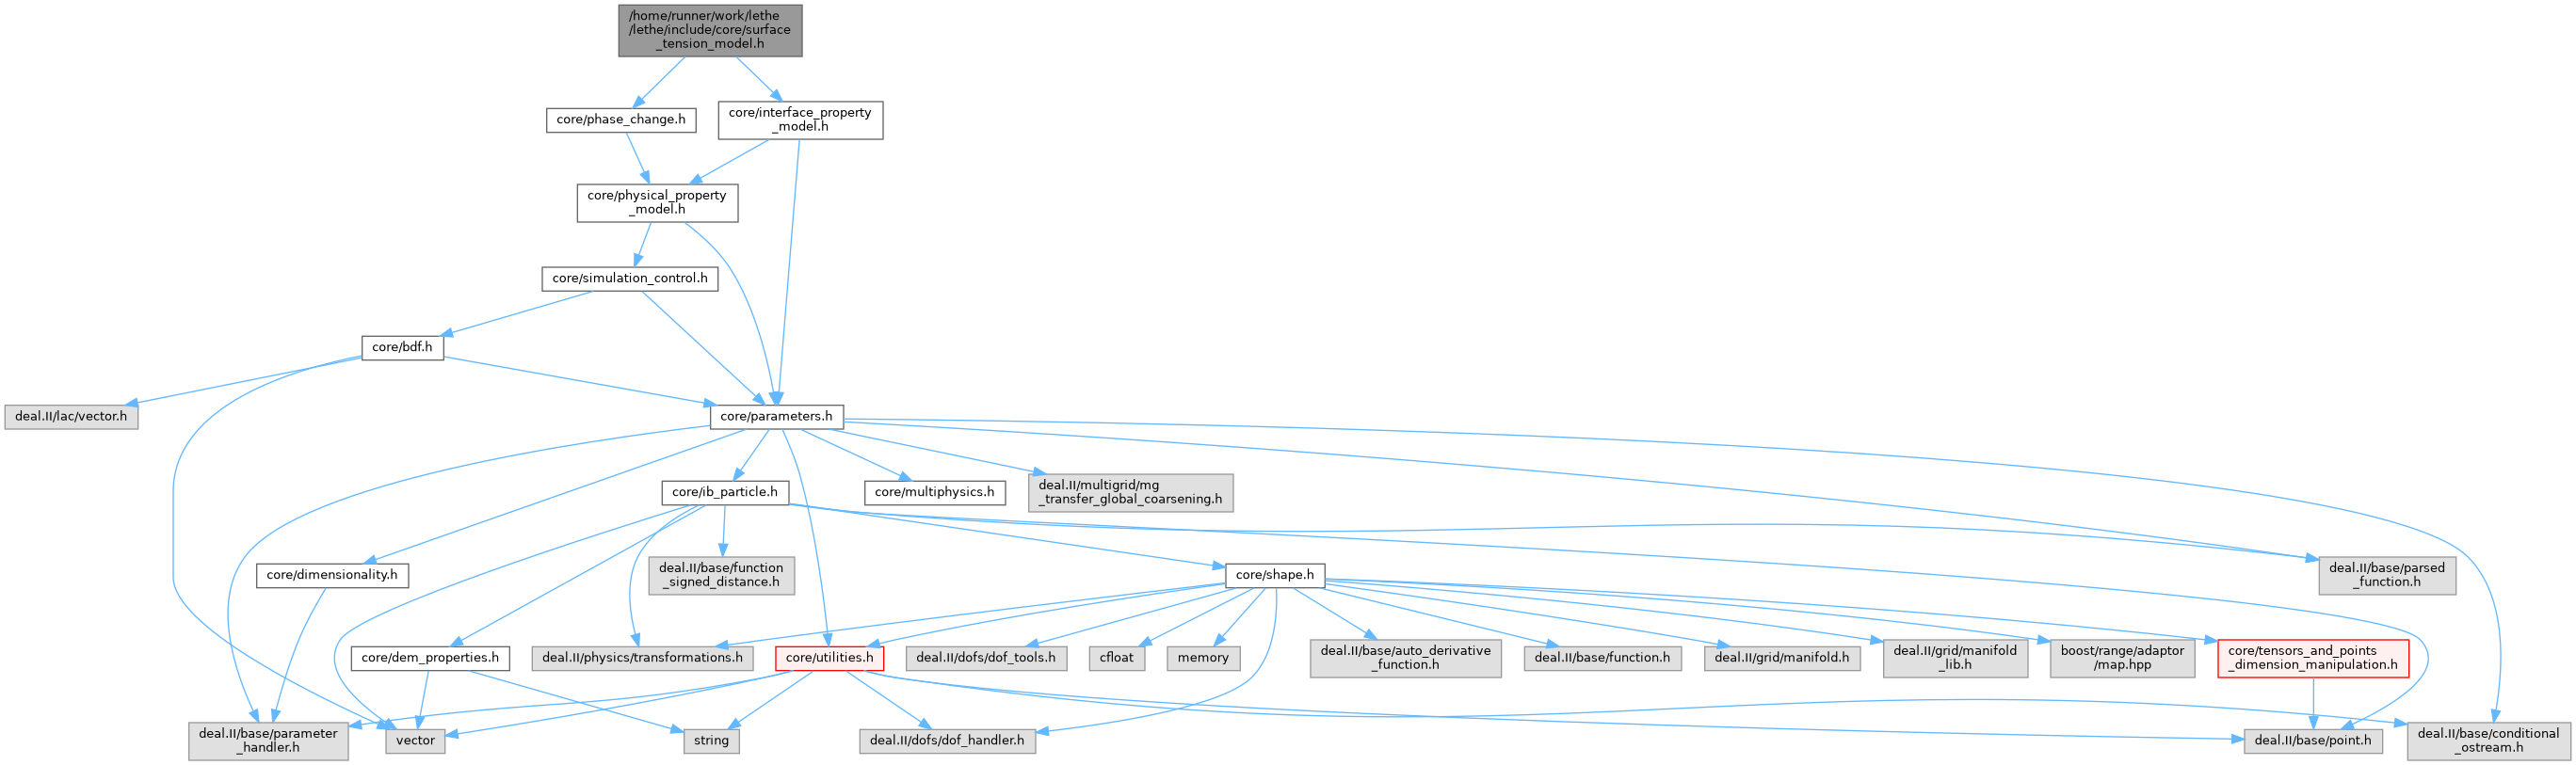 /home/runner/work/lethe
/lethe/include/core/surface
_tension_model.h
core/phase_change.h
core/interface_property
_model.h
core/physical_property
_model.h
core/simulation_control.h
core/bdf.h
deal.II/lac/vector.h
core/parameters.h
core/ib_particle.h
core/multiphysics.h
deal.II/multigrid/mg
_transfer_global_coarsening.h
core/dimensionality.h
deal.II/base/function
_signed_distance.h
core/shape.h
deal.II/base/parsed
_function.h
core/dem_properties.h
deal.II/physics/transformations.h
core/utilities.h
deal.II/dofs/dof_tools.h
cfloat
memory
deal.II/base/auto_derivative
_function.h
deal.II/base/function.h
deal.II/grid/manifold.h
deal.II/grid/manifold
_lib.h
boost/range/adaptor
/map.hpp
core/tensors_and_points
_dimension_manipulation.h
deal.II/base/parameter
_handler.h
vector
string
deal.II/dofs/dof_handler.h
deal.II/base/point.h
deal.II/base/conditional
_ostream.h